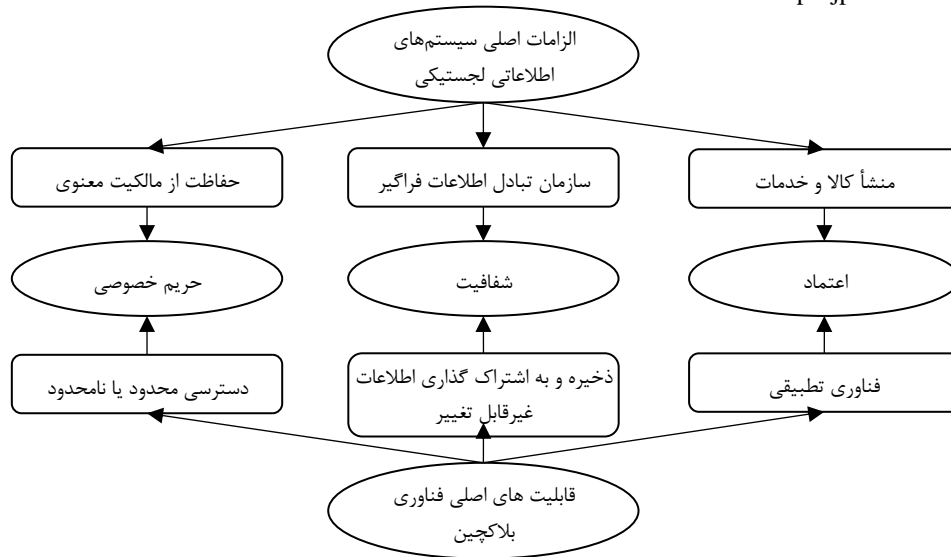 الزامات اصلی سیستم‌های
اطلاعاتی لجستیکی
منشأ کالا و خدمات
سازمان تبادل اطلاعات فراگیر
حفاظت از مالکیت معنوی
اعتماد
شفافیت
حریم خصوصی
فناوری تطبیقی
ذخیره و به اشتراک گذاری اطلاعات
غیرقابل تغییر
دسترسی محدود یا نامحدود
قابلیت های اصلی فناوری
بلاکچین